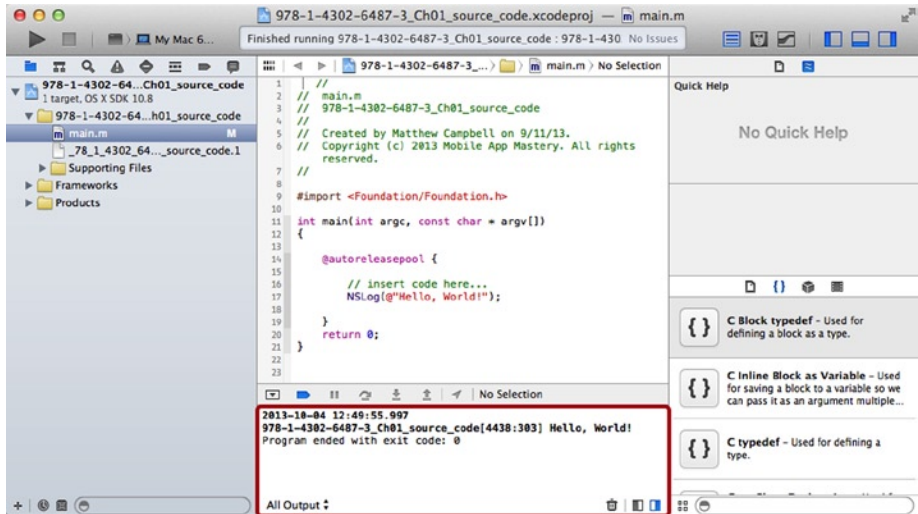 978-1-4302-6487-3_Ch01_source_code.xcodeproj — main.m
My Mac 6...
Finished running 978-1-4302-6487-3_Ch01_source_code : 978-1-430
No Issues
978-1-4302-64...Ch01_source_code
1 target, OS X SDK 10.8
978-1-4302-64...h01_source_code
main.m M
_78_1_4302_64...._source_code.1
Supporting Files
Frameworks
Products
978-1-4302-6487-3_...) main.m No Selection
1 //
2 // main.m
3 // 978-1-4302-6487-3_Ch01_source_code
4 //
5 // Created by Matthew Campbell on 9/11/13.
6 // Copyright (c) 2013 Mobile App Mastery. All rights
reserved.
7 //
8
9 #import <Foundation/Foundation.h>
10
11 int main(int argc, const char * argv[])
12 {
13
14 @autoreleasepool {
15
16 // insert code here...
17 NSLog(@"Hello, World!");
18
19 }
20 return 0;
21 }
22
23
No Selection
2013-10-04 12:49:55.997
978-1-4302-6487-3_Ch01_source_code[4438:303] Hello, World!
Program ended with exit code: 0
All Output
Quick Help
No Quick Help
{ } C Block typedef - Used for
defining a block as a type.
{ } C Inline Block as Variable - Used
for saving a block to a variable so we
can pass it as an argument multiple...
{ } C typedef - Used for defining a
type.